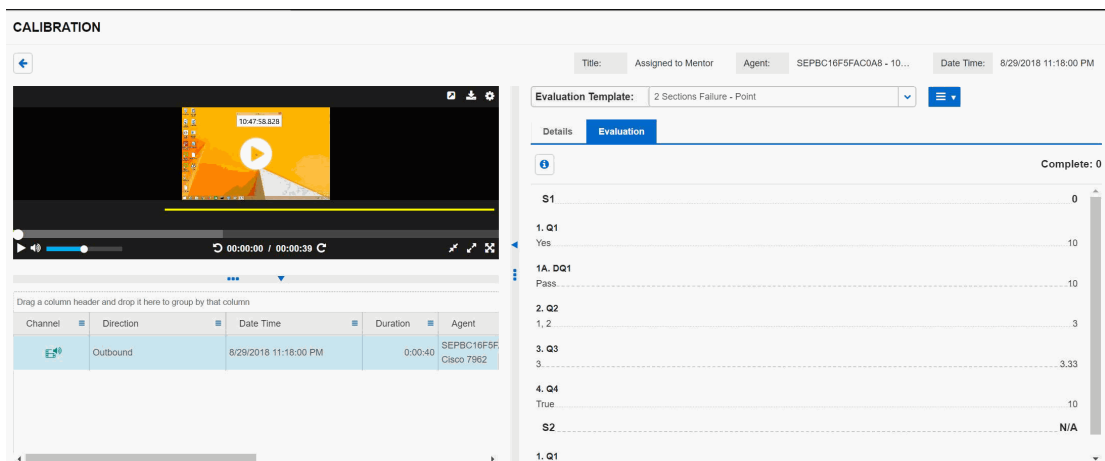 CALIBRATION
Title: Assigned to Mentor Agent: SEPBC16F5FAC0A8 - 10... Date Time: 8/29/2018 11:18:00 PM
10:47:58.828
00:00:00 / 00:00:39
Drag a column header and drop it here to group by that column
Channel Direction Date Time Duration Agent
Outbound 8/29/2018 11:18:00 PM 0:00:40 SEPBC16F5F
Cisco 7962
Evaluation Template: 2 Sections Failure - Point
Details Evaluation
Complete: 0
S1 0
1. Q1
Yes 10
1A. DQ1
Pass 10
2. Q2
1, 2 3
3. Q3
3 3.33
4. Q4
True 10
S2 N/A
1. Q1